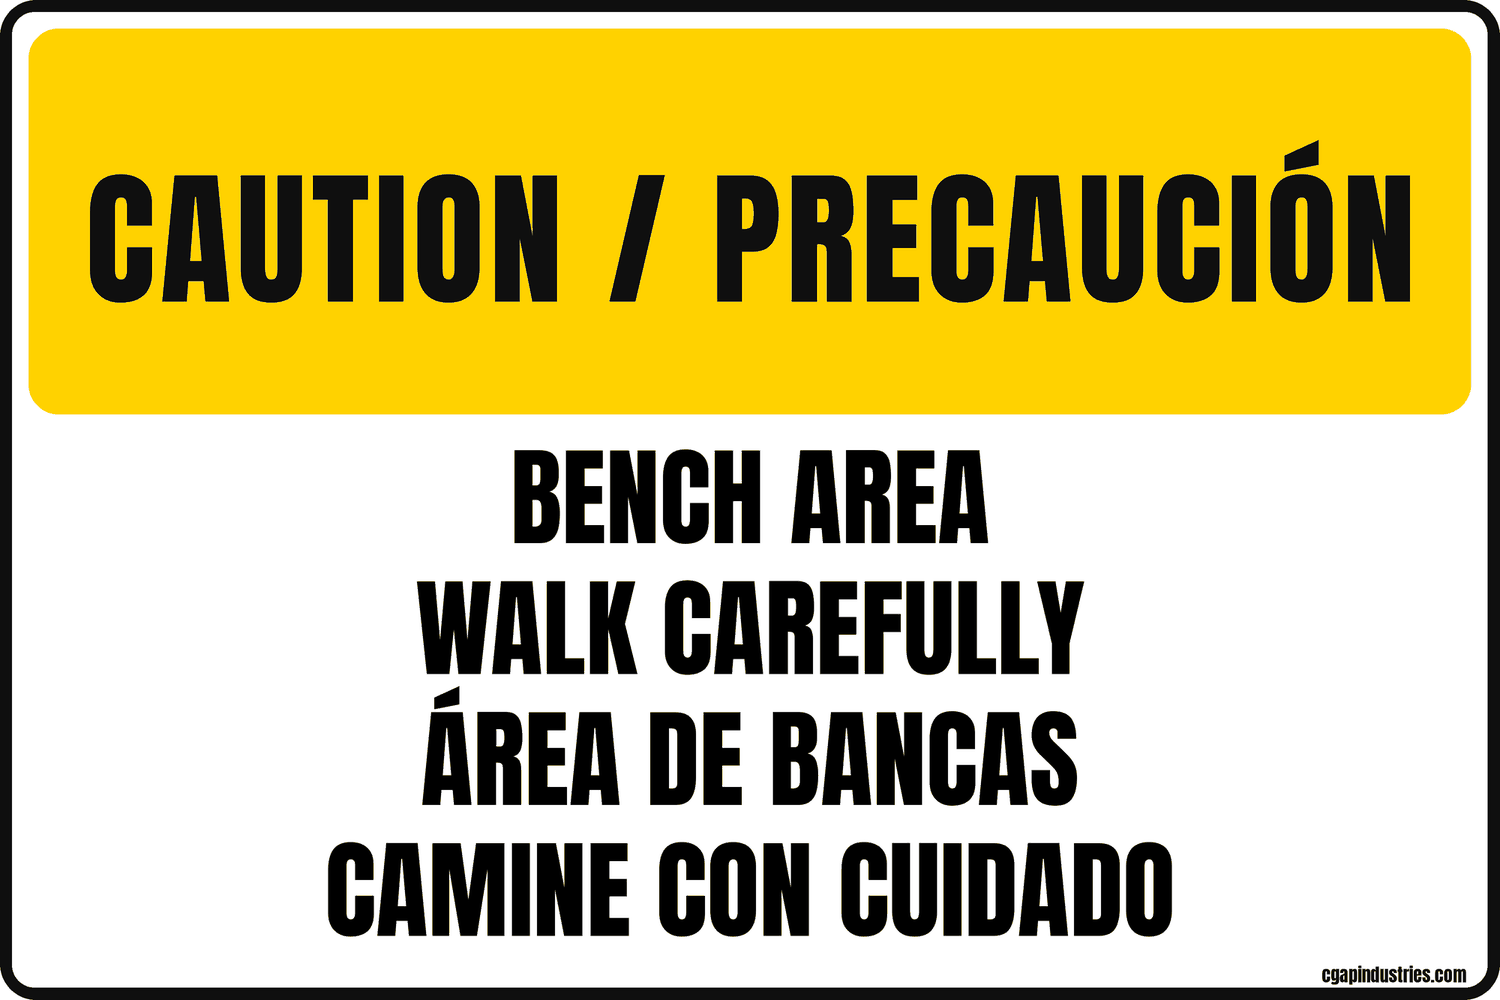 CAUTION / PRECAUCIÓN
BENCH AREA
WALK CAREFULLY
ÁREA DE BANCAS
CAMINE CON CUIDADO
cgapindustries.com